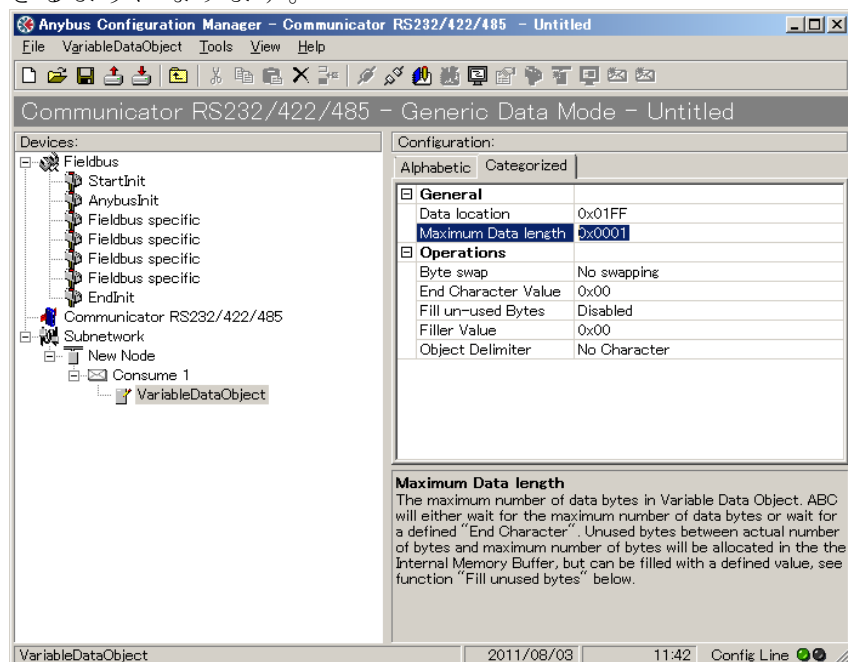 Anybus Configuration Manager - Communicator RS232/422/485 - Untitled
File VariableDataObject Tools View Help
Communicator RS232/422/485 - Generic Data Mode - Untitled
Devices:
Fieldbus
StartInit
AnybusInit
Fieldbus specific
Fieldbus specific
Fieldbus specific
Fieldbus specific
EndInit
Communicator RS232/422/485
Subnetwork
New Node
Consume 1
VariableDataObject
Configuration:
Alphabetic Categorized
General
Data location 0x01FF
Maximum Data length 0x0001
Operations
Byte swap No swapping
End Character Value 0x00
Fill un-used Bytes Disabled
Filler Value 0x00
Object Delimiter No Character
Maximum Data length
The maximum number of data bytes in Variable Data Object. ABC
will either wait for the maximum number of data bytes or wait for
a defined "End Character". Unused bytes between actual number
of bytes and maximum number of bytes will be allocated in the the
Internal Memory Buffer, but can be filled with a defined value, see
function "Fill unused bytes" below.
VariableDataObject 2011/08/03 11:42 Config Line